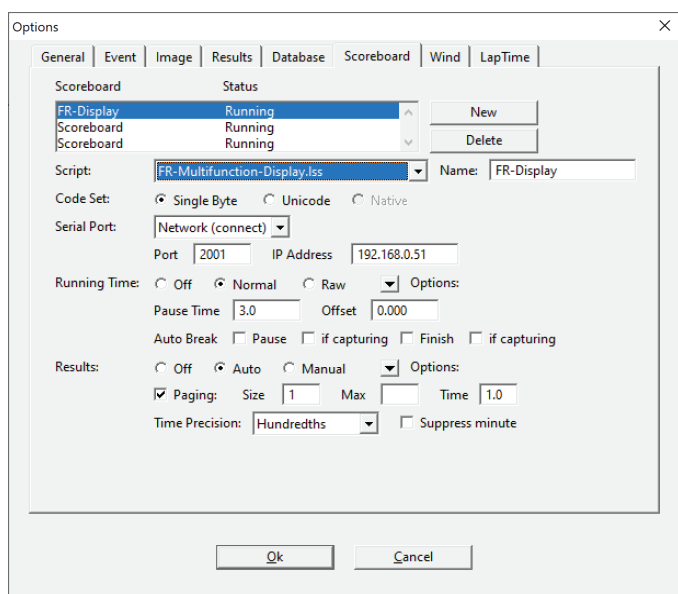 Options
General Event Image Results Database Scoreboard Wind LapTime
Scoreboard Status
FR-Display Running
Scoreboard Running
Scoreboard Running
New
Delete
Script: FR-Multifunction-Display.lss Name: FR-Display
Code Set: Single Byte Unicode Native
Serial Port: Network (connect)
Port 2001 IP Address 192.168.0.51
Running Time: Off Normal Raw Options:
Pause Time 3.0 Offset 0.000
Auto Break Pause if capturing Finish if capturing
Results: Off Auto Manual Options:
Paging: Size 1 Max Time 1.0
Time Precision: Hundredths Suppress minute
Ok Cancel